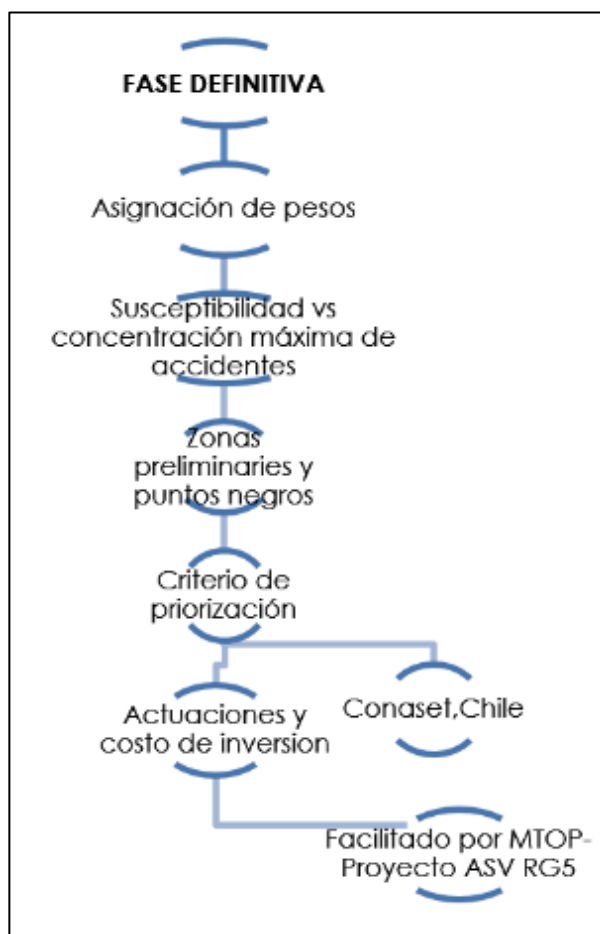 FASE DEFINITIVA
Asignación de pesos
Susceptibilidad vs
concentración máxima de
accidentes
Zonas
preliminaries y
puntos negros
Criterio de
priorización
Actuaciones y
costo de inversion
Conaset,Chile
Facilitado por MTOP-
Proyecto ASV RG5